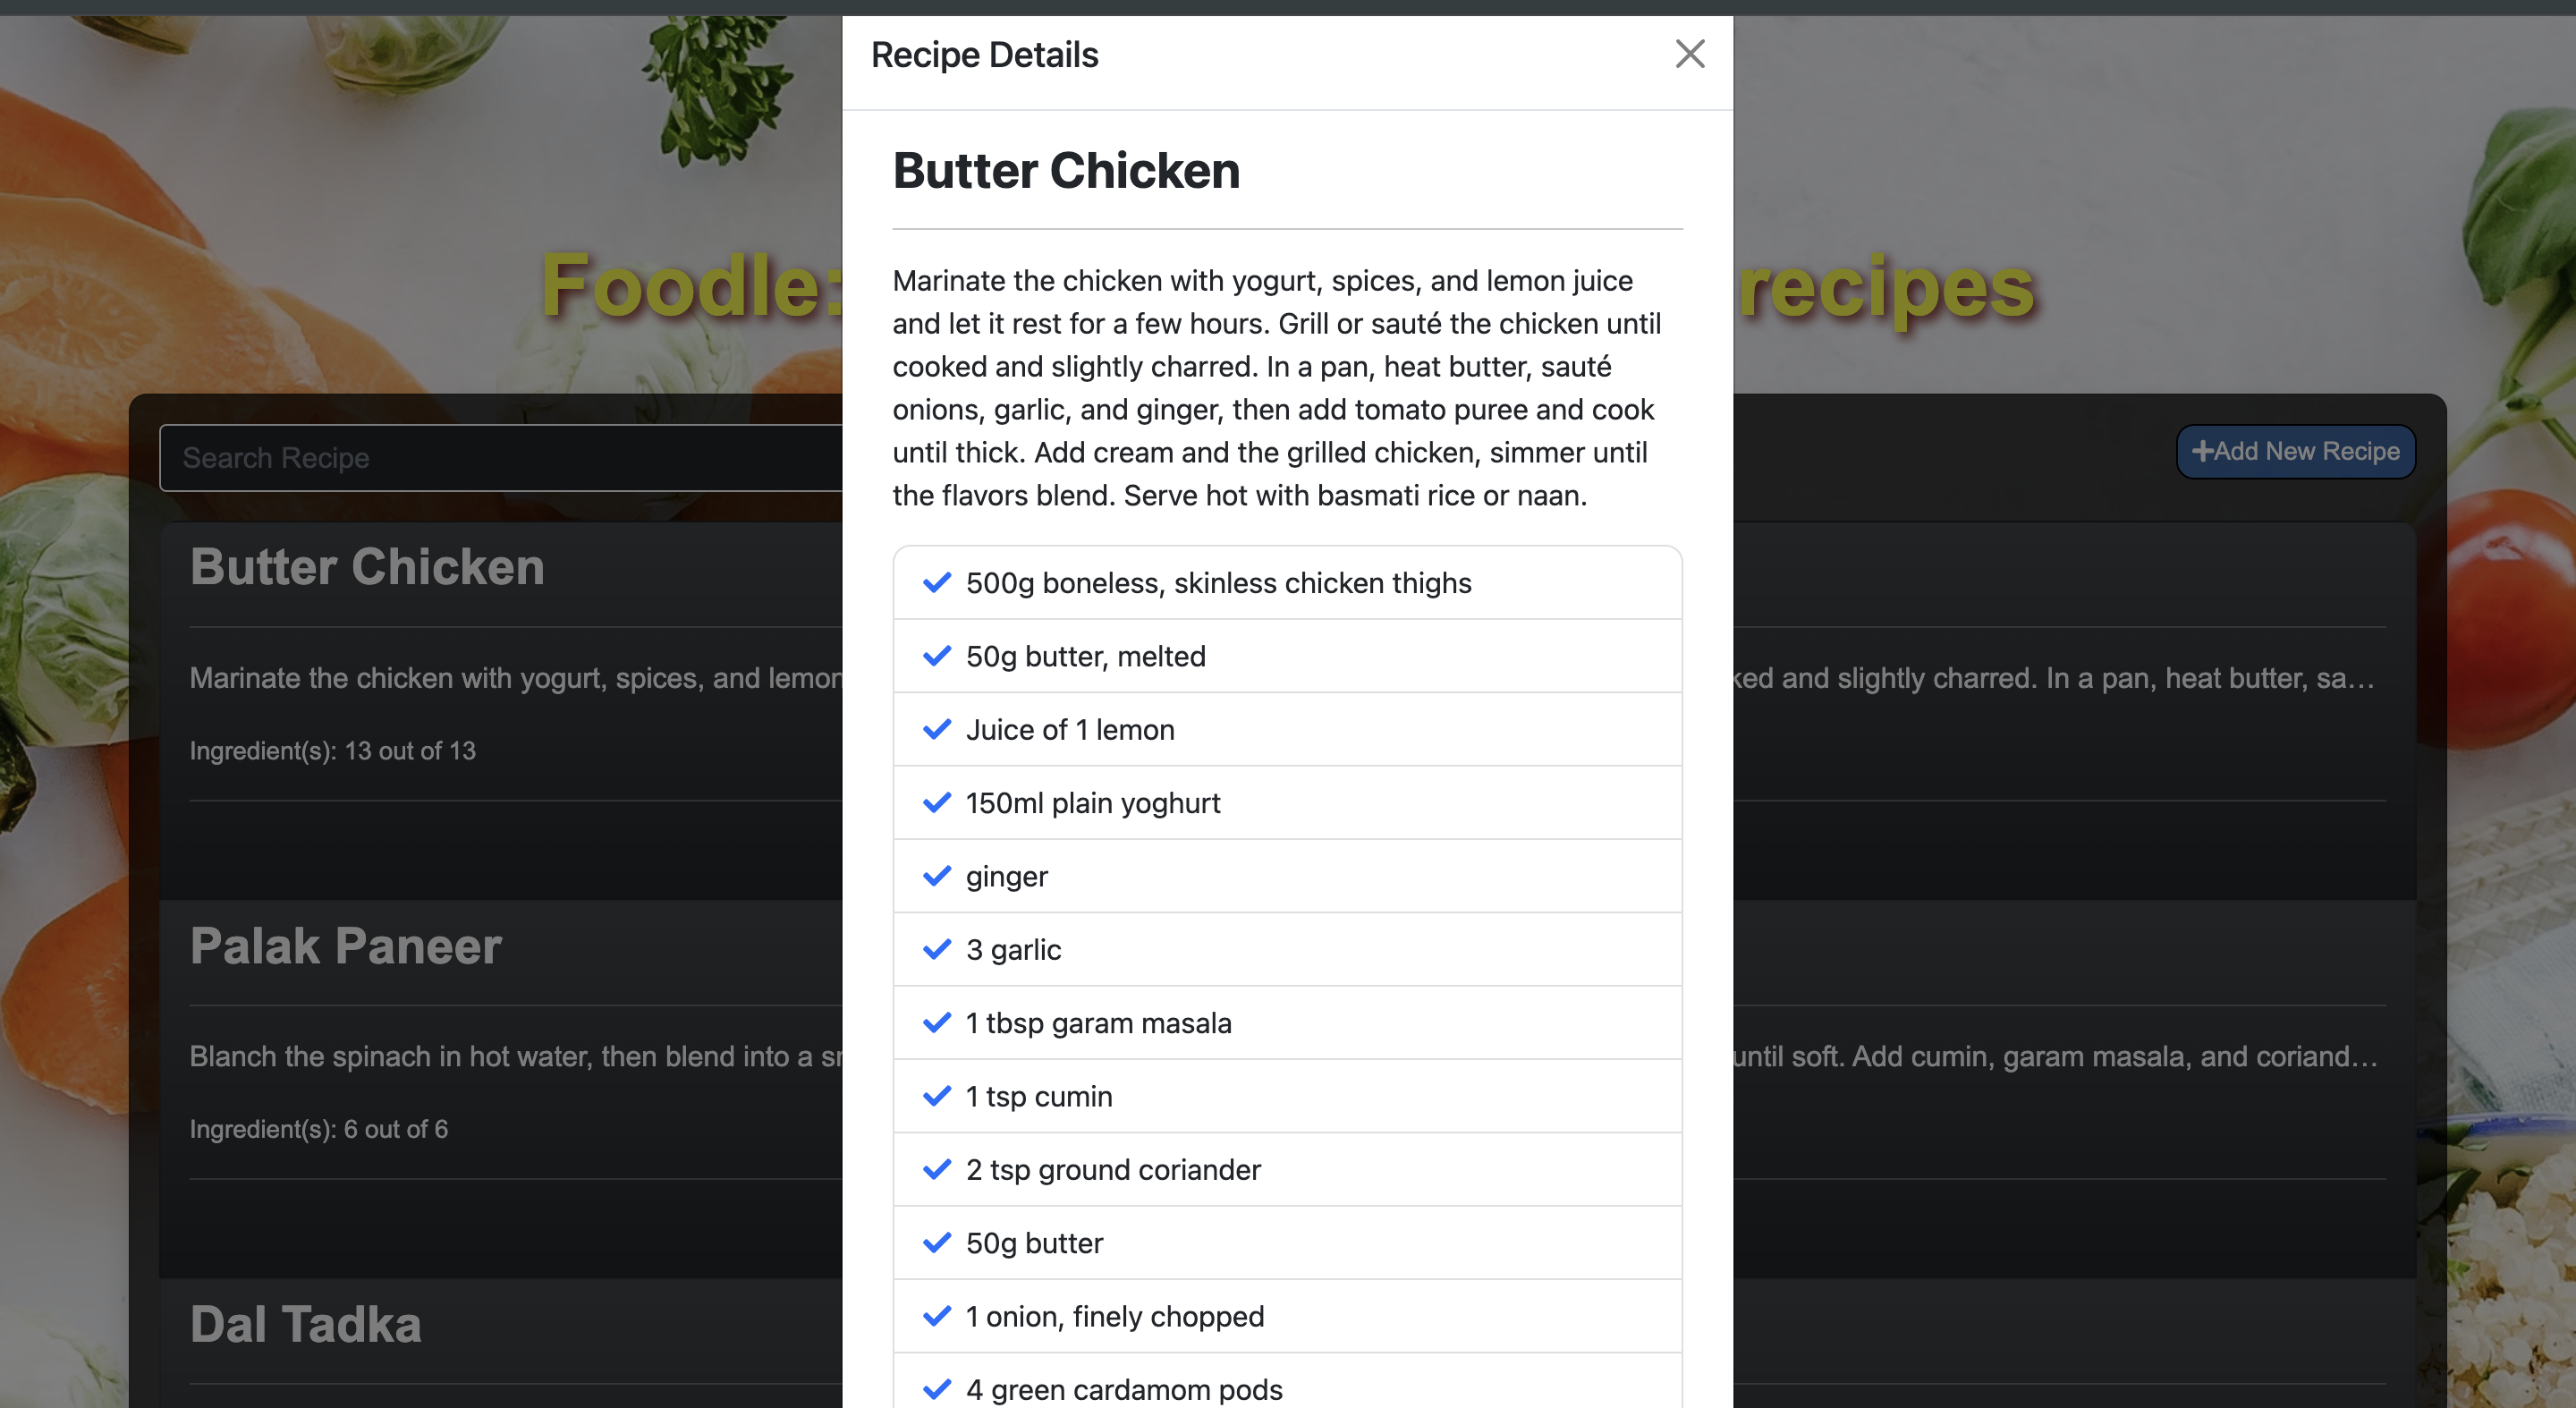 Recipe Details
Butter Chicken
Marinate the chicken with yogurt, spices, and lemon juice
and let it rest for a few hours. Grill or sauté the chicken until
cooked and slightly charred. In a pan, heat butter, sauté
onions, garlic, and ginger, then add tomato puree and cook
until thick. Add cream and the grilled chicken, simmer until
the flavors blend. Serve hot with basmati rice or naan.
500g boneless, skinless chicken thighs
50g butter, melted
Juice of 1 lemon
150ml plain yoghurt
ginger
3 garlic
1 tbsp garam masala
1 tsp cumin
2 tsp ground coriander
50g butter
1 onion, finely chopped
4 green cardamom pods
Foodle: recipes
Search Recipe
Add New Recipe
Butter Chicken
Marinate the chicken with yogurt, spices, and lemon
and slightly charred. In a pan, heat butter, sa...
Ingredient(s): 13 out of 13
Palak Paneer
Blanch the spinach in hot water, then blend into a
until soft. Add cumin, garam masala, and coriand...
Ingredient(s): 6 out of 6
Dal Tadka